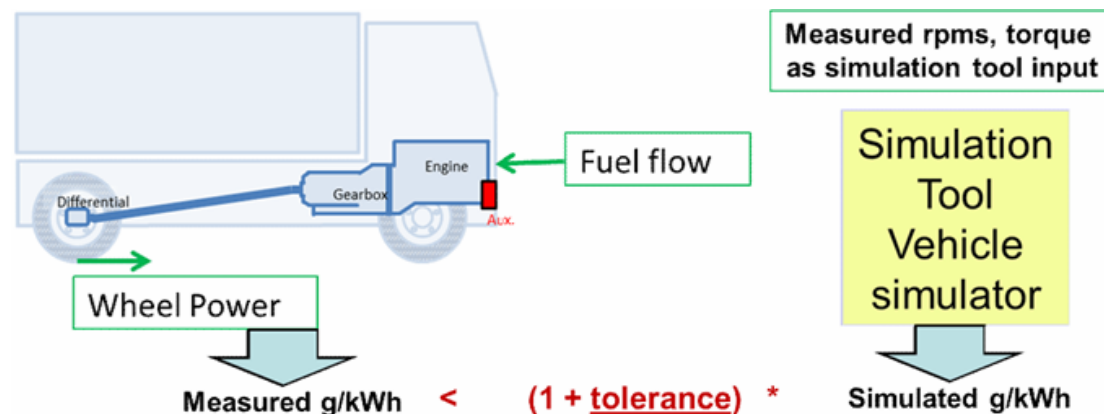 Measured rpms, torque
as simulation tool input
Simulation
Tool
Vehicle
simulator
Engine
Fuel flow
Gearbox
Differential
Aux.
Wheel Power
Measured g/kWh < (1 + tolerance) * Simulated g/kWh